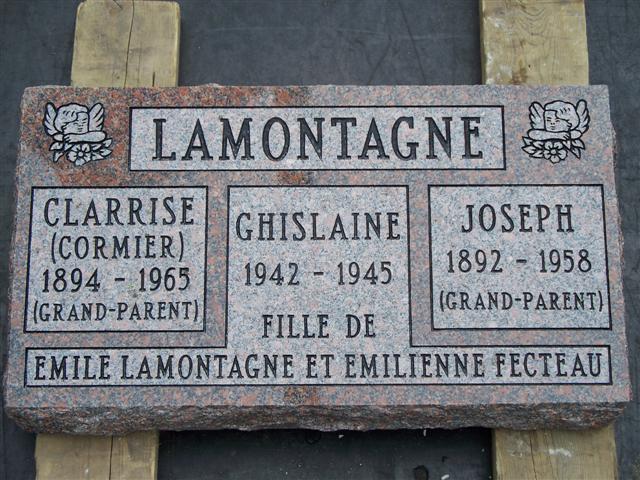 LAMONTAGNE
CLARRISE
(CORMIER)
1894 - 1965
(GRAND-PARENT)
GHISLAINE
1942 - 1945
FILLE DE
JOSEPH
1892 - 1958
(GRAND-PARENT)
EMILE LAMONTAGNE ET EMILIENNE FECTEAU